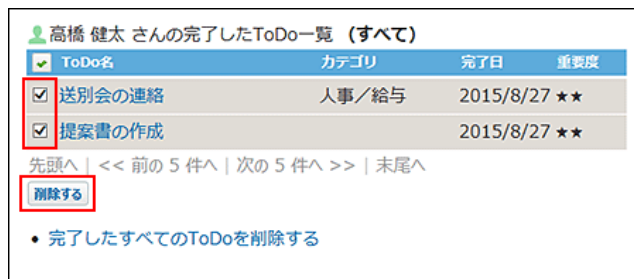 高橋 健太 さんの完了したToDo一覧 (すべて)
ToDo名 カテゴリ 完了日 重要度
送別会の連絡 人事／給与 2015/8/27 ★★
提案書の作成 2015/8/27 ★★
先頭へ | << 前の 5 件へ | 次の 5 件へ >> | 末尾へ
削除する
• 完了したすべてのToDoを削除する